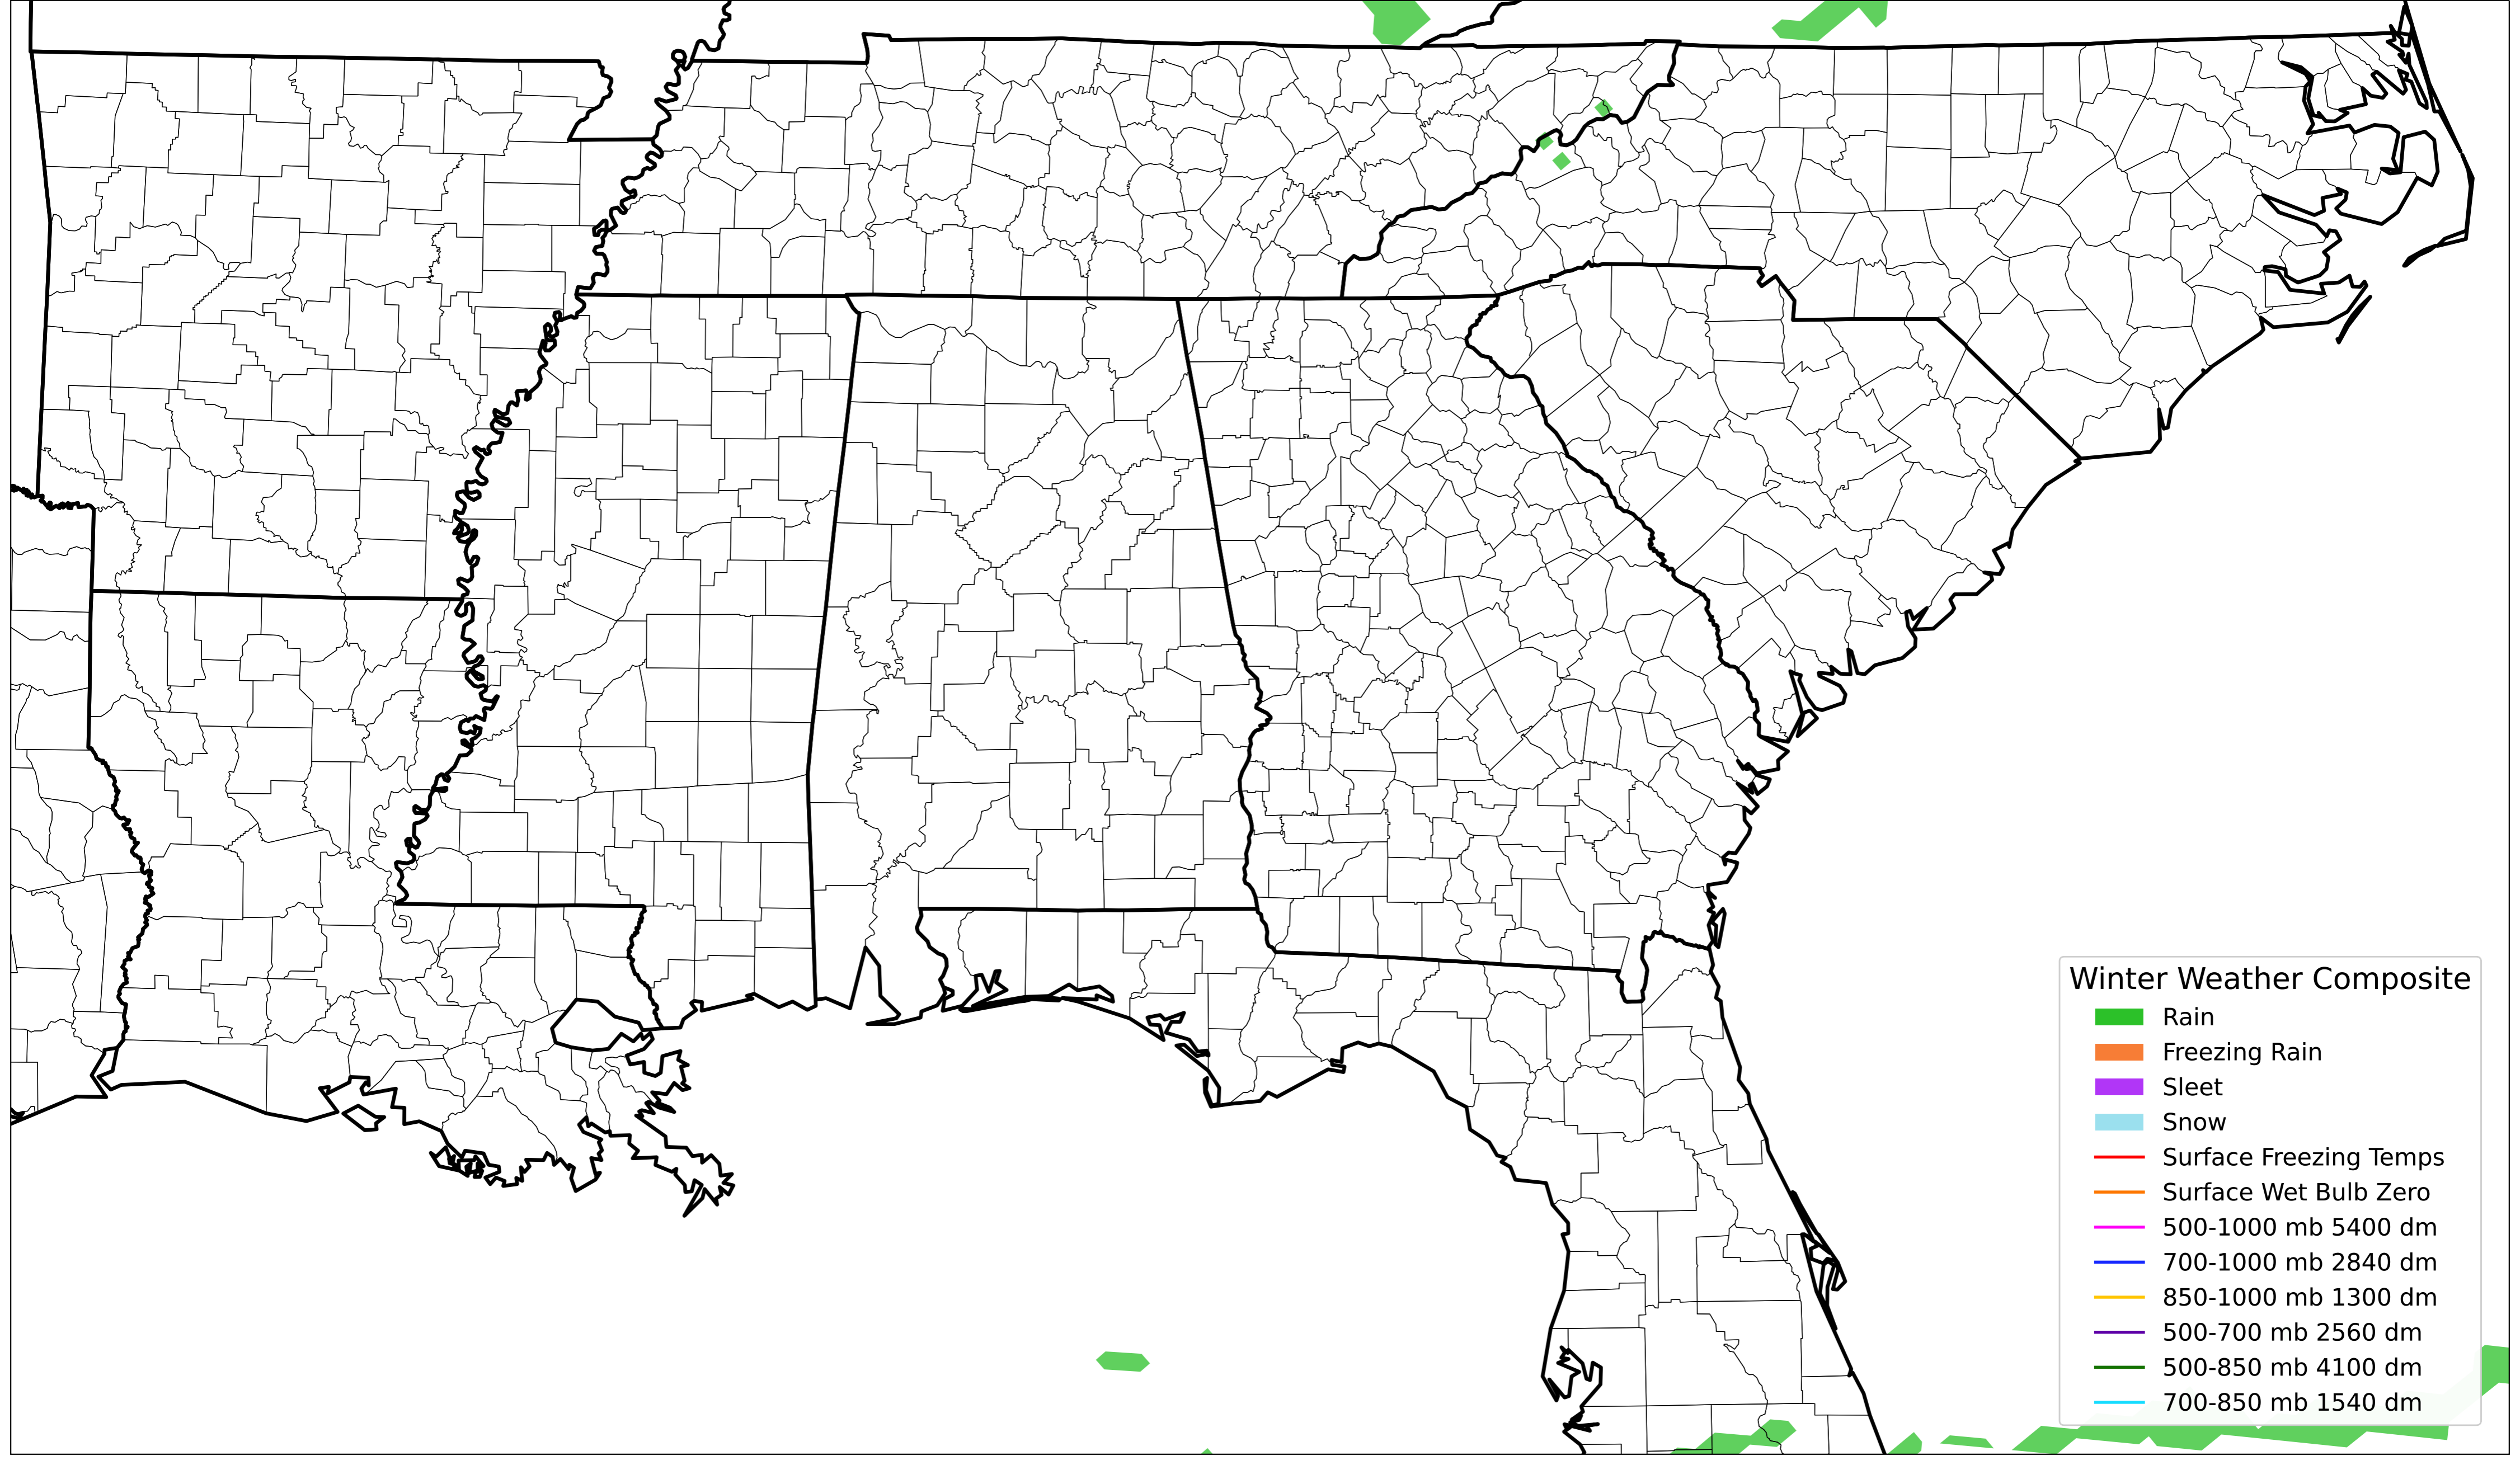 Winter Weather Composite
Rain
Freezing Rain
Sleet
Snow
Surface Freezing Temps
Surface Wet Bulb Zero
500-1000 mb 5400 dm
700-1000 mb 2840 dm
850-1000 mb 1300 dm
500-700 mb 2560 dm
500-850 mb 4100 dm
700-850 mb 1540 dm